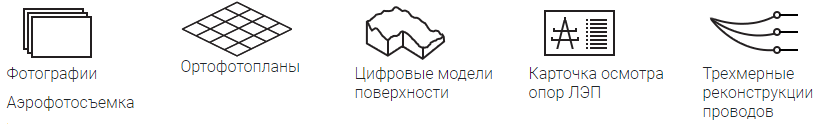 Фотографии
Аэрофотосъемка
Ортофотопланы
Цифровые модели
поверхности
Карточка осмотра
опор ЛЭП
Трехмерные
реконструкции
проводов